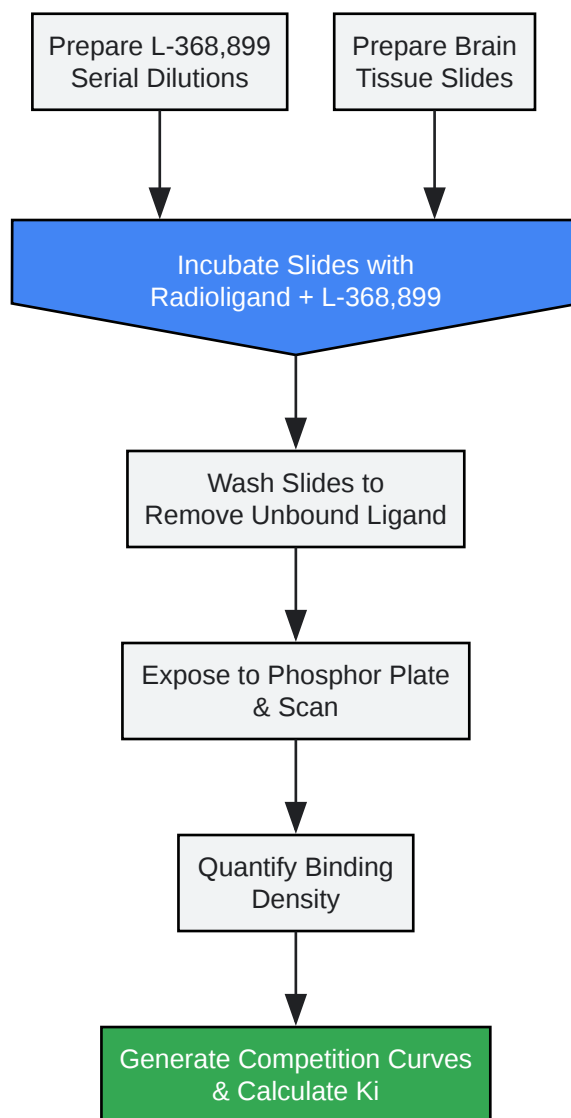 Prepare L-368,899
Serial Dilutions
Prepare Brain
Tissue Slides
Incubate Slides with
Radioligand + L-368,899
Wash Slides to
Remove Unbound Ligand
Expose to Phosphor Plate
& Scan
Quantify Binding
Density
Generate Competition Curves
& Calculate Ki